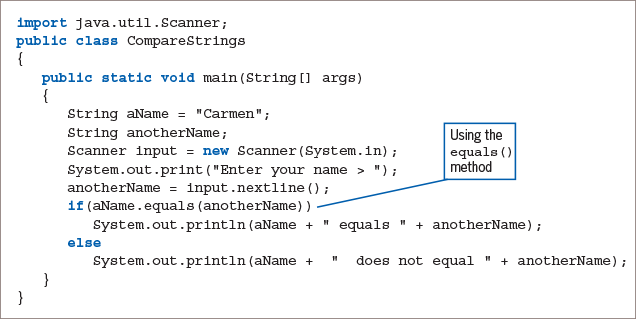 import java.util.Scanner;
public class CompareStrings
{
   public static void main(String[] args)
   {
      String aName = "Carmen";
      String anotherName;
      Scanner input = new Scanner(System.in);
      System.out.print("Enter your name > ");
      anotherName = input.nextline();
      if(aName.equals(anotherName))
         System.out.println(aName + " equals " + anotherName);
      else
         System.out.println(aName +  "  does not equal " + anotherName);
   }
}
Using the
equals()
method